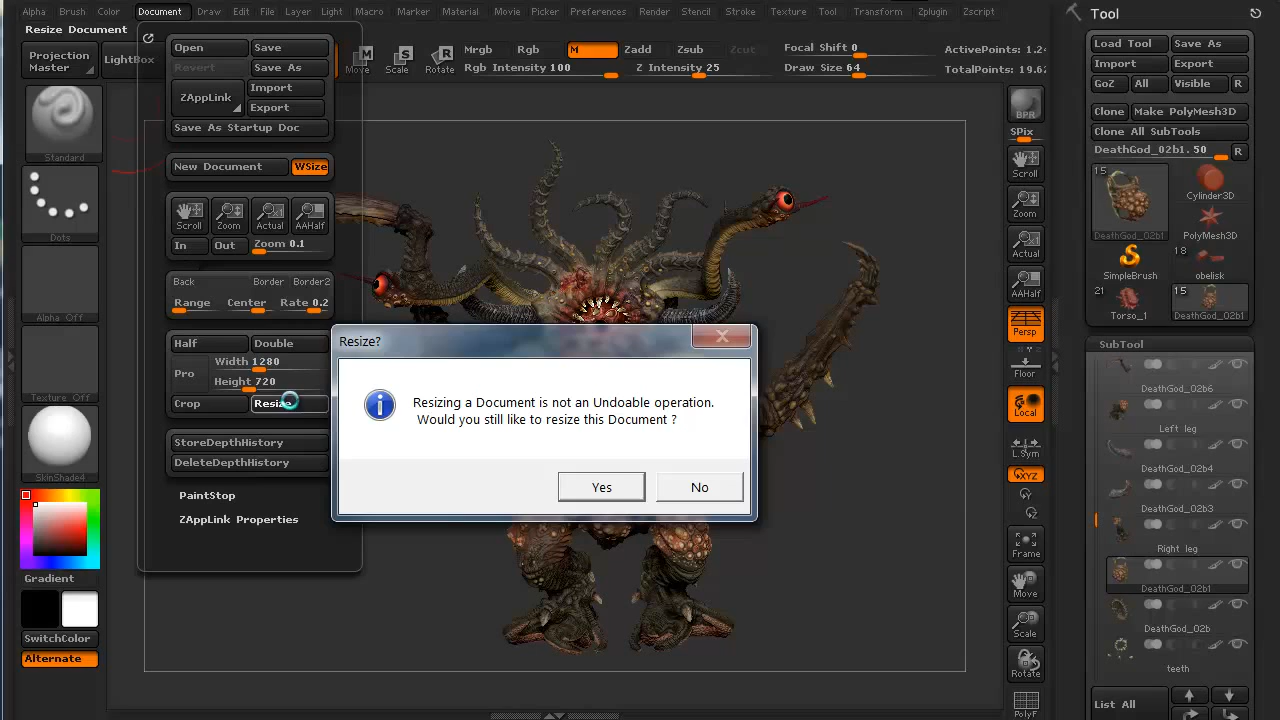 Alpha Brush Color Document Draw Edit File Layer Light Macro Marker Material Movie Picker Preferences Render Stencil Stroke Texture Tool Transform Zplugin Zscript
Resize Document
Projection
Master
LightBox
Open
Save
Revert
Save As
ZAppLink
Import
Export
Save As Startup Doc
New Document
WSize
Scroll
Zoom
Actual
AAHalf
In
Out
Zoom 0.1
Back
Border
Border2
Range
Center
Rate 0.2
Half
Double
Pro
Width 1280
Height 720
Crop
Resize
StoreDepthHistory
DeleteDepthHistory
PaintStop
ZAppLink Properties
Move
Scale
Rotate
Mrgb
Rgb
M
Zadd
Zsub
Zcut
Rgb Intensity 100
Z Intensity 25
Focal Shift 0
Draw Size 64
ActivePoints: 1.24
TotalPoints: 19.62
Standard
Dots
Alpha Off
Texture Off
SkinShade4
Gradient
SwitchColor
Alternate
Resize?
Resizing a Document is not an Undoable operation.
Would you still like to resize this Document ?
Yes
No
BPR
SPix
Scroll
Zoom
Actual
AAHalf
Persp
Floor
Local
L.Sym
XYZ
Frame
Move
Scale
Rotate
PolyF
Tool
Load Tool
Save As
Import
Export
GoZ
All
Visible
R
Clone
Make PolyMesh3D
Clone All SubTools
DeathGod_02b1. 50
R
15
DeathGod_02b1
Cylinder3D
PolyMesh3D
SimpleBrush
18
obelisk
21
Torso_1
15
DeathGod_02b1
SubTool
DeathGod_02b6
Left leg
DeathGod_02b4
DeathGod_02b3
Right leg
DeathGod_02b1
DeathGod_02b
teeth
List All